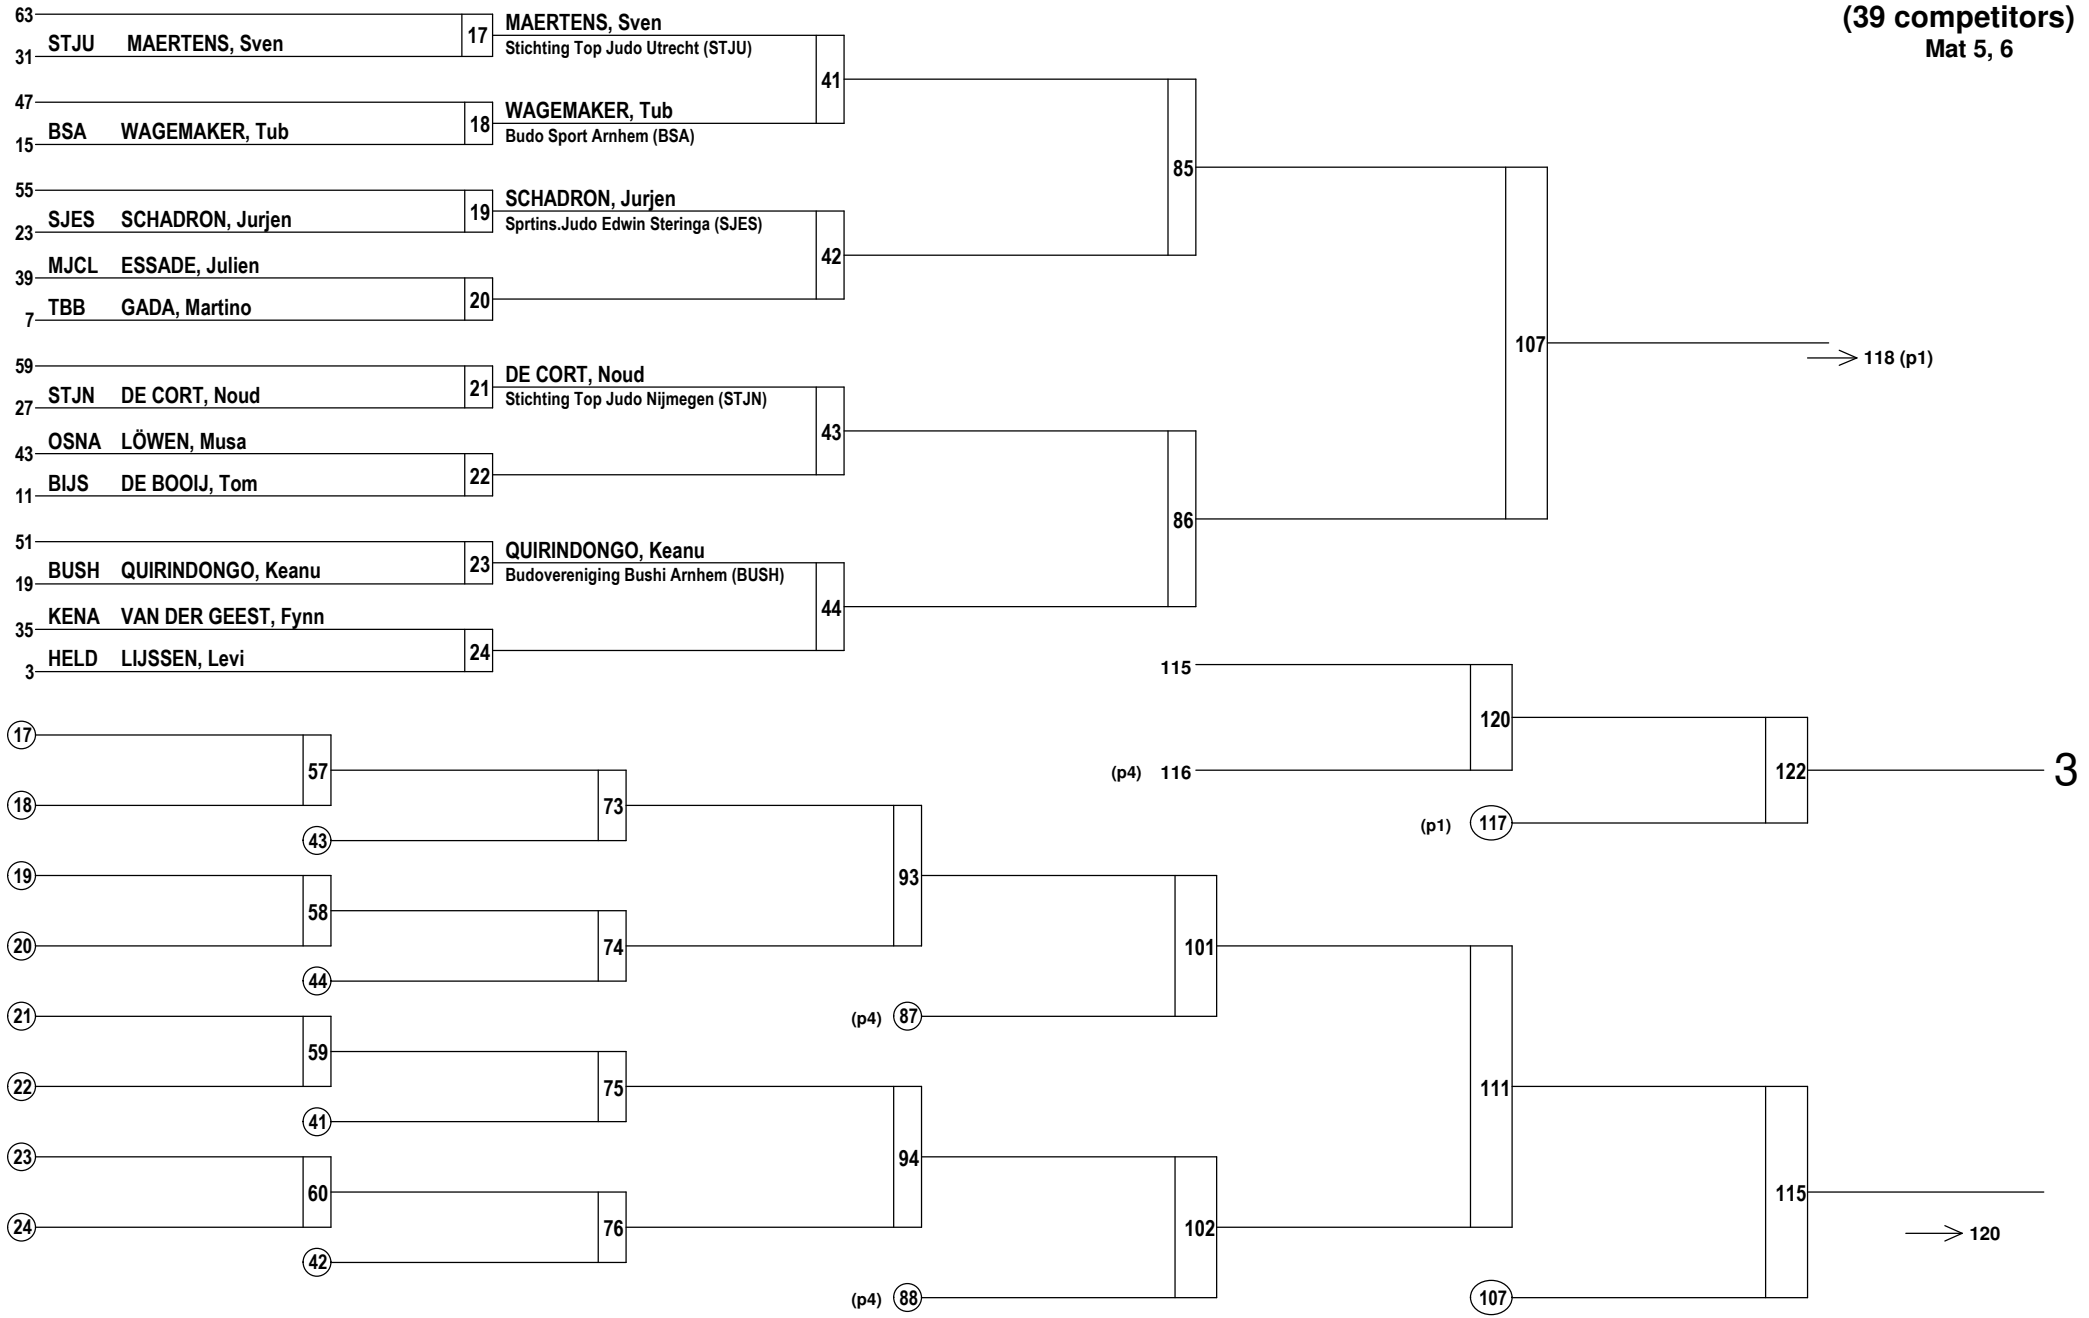 (39 competitors)
Mat 5, 6
63
STJU MAERTENS, Sven
31
17
MAERTENS, Sven
Stichting Top Judo Utrecht (STJU)
41
47
BSA WAGEMAKER, Tub
15
18
WAGEMAKER, Tub
Budo Sport Arnhem (BSA)
85
55
SJES SCHADRON, Jurjen
23
19
SCHADRON, Jurjen
Sprtins.Judo Edwin Steringa (SJES)
42
MJCL ESSADE, Julien
39
TBB GADA, Martino
7
20
107
118 (p1)
59
STJN DE CORT, Noud
27
21
DE CORT, Noud
Stichting Top Judo Nijmegen (STJN)
43
OSNA LÖWEN, Musa
43
BIJS DE BOOIJ, Tom
11
22
86
51
BUSH QUIRINDONGO, Keanu
19
23
QUIRINDONGO, Keanu
Budovereniging Bushi Arnhem (BUSH)
44
KENA VAN DER GEEST, Fynn
35
HELD LIJSSEN, Levi
3
24
115
120
(p4) 116
122
3
(p1) 117
17
57
18
73
43
93
19
58
20
74
44
101
(p4) 87
21
59
22
75
41
111
94
23
60
24
76
42
102
(p4) 88
115
120
107